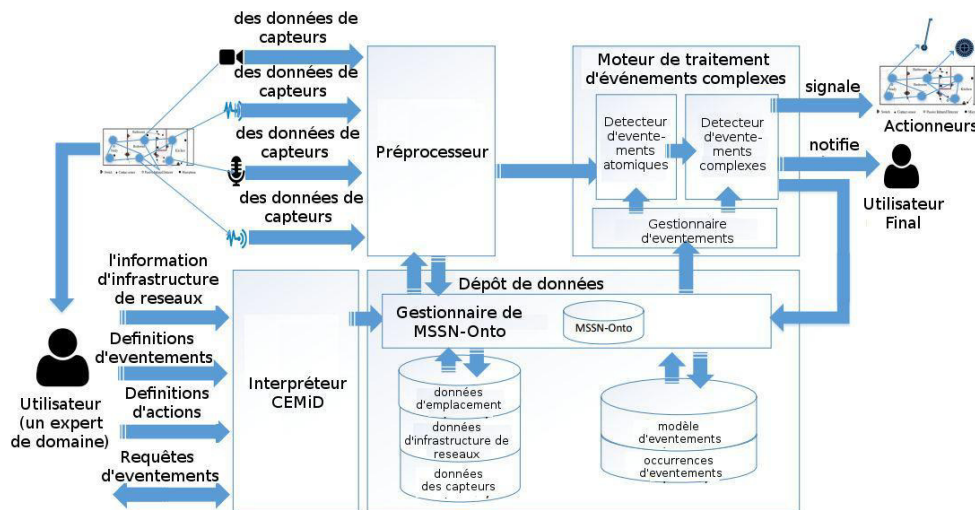 des données de
capteurs
des données de
capteurs
des données de
capteurs
des données de
capteurs
Préprocesseur
Moteur de traitement
d'événements complexes
Detecteur
d'evente-
ments
atomiques
Detecteur
d'evente-
ments
complexes
Gestionnaire
d'eventements
signale
Actionneurs
notifie
Utilisateur
Final
l'information
d'infrastructure
de reseaux
Definitions
d'eventements
Definitions
d'actions
Requêtes
d'eventements
Utilisateur
(un expert
de domaine)
Interpréteur
CEMiD
Dépôt de données
Gestionnaire de
MSSN-Onto
MSSN-Onto
données
d'emplacement
données
d'infrastructure de
reseaux
données
des capteurs
modèle
d'eventements
occurrences
d'eventements